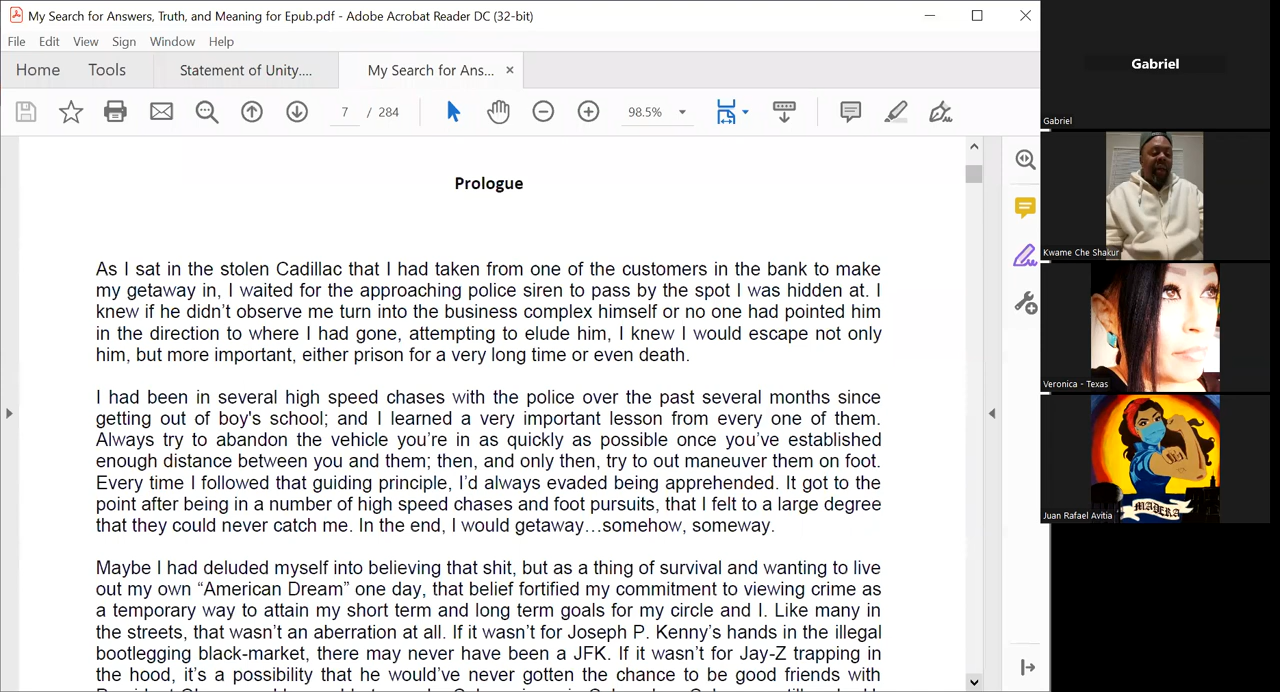 My Search for Answers, Truth, and Meaning for Epub.pdf - Adobe Acrobat Reader DC (32-bit)
File Edit View Sign Window Help
Home Tools Statement of Unity.... My Search for Ans... ×
7 / 284 98.5%
Prologue
As I sat in the stolen Cadillac that I had taken from one of the customers in the bank to make
my getaway in, I waited for the approaching police siren to pass by the spot I was hidden at. I
knew if he didn't observe me turn into the business complex himself or no one had pointed him
in the direction to where I had gone, attempting to elude him, I knew I would escape not only
him, but more important, either prison for a very long time or even death.
I had been in several high speed chases with the police over the past several months since
getting out of boy's school; and I learned a very important lesson from every one of them.
Always try to abandon the vehicle you're in as quickly as possible once you've established
enough distance between you and them; then, and only then, try to out maneuver them on foot.
Every time I followed that guiding principle, I'd always evaded being apprehended. It got to the
point after being in a number of high speed chases and foot pursuits, that I felt to a large degree
that they could never catch me. In the end, I would getaway…somehow, someway.
Maybe I had deluded myself into believing that shit, but as a thing of survival and wanting to live
out my own “American Dream” one day, that belief fortified my commitment to viewing crime as
a temporary way to attain my short term and long term goals for my circle and I. Like many in
the streets, that wasn't an aberration at all. If it wasn't for Joseph P. Kenny's hands in the illegal
bootlegging black-market, there may never have been a JFK. If it wasn't for Jay-Z trapping in
the hood, it's a possibility that he would've never gotten the chance to be good friends with
Gabriel
Gabriel
Kwame Che Shakur
Veronica - Texas
MADERA
Juan Rafael Avitia